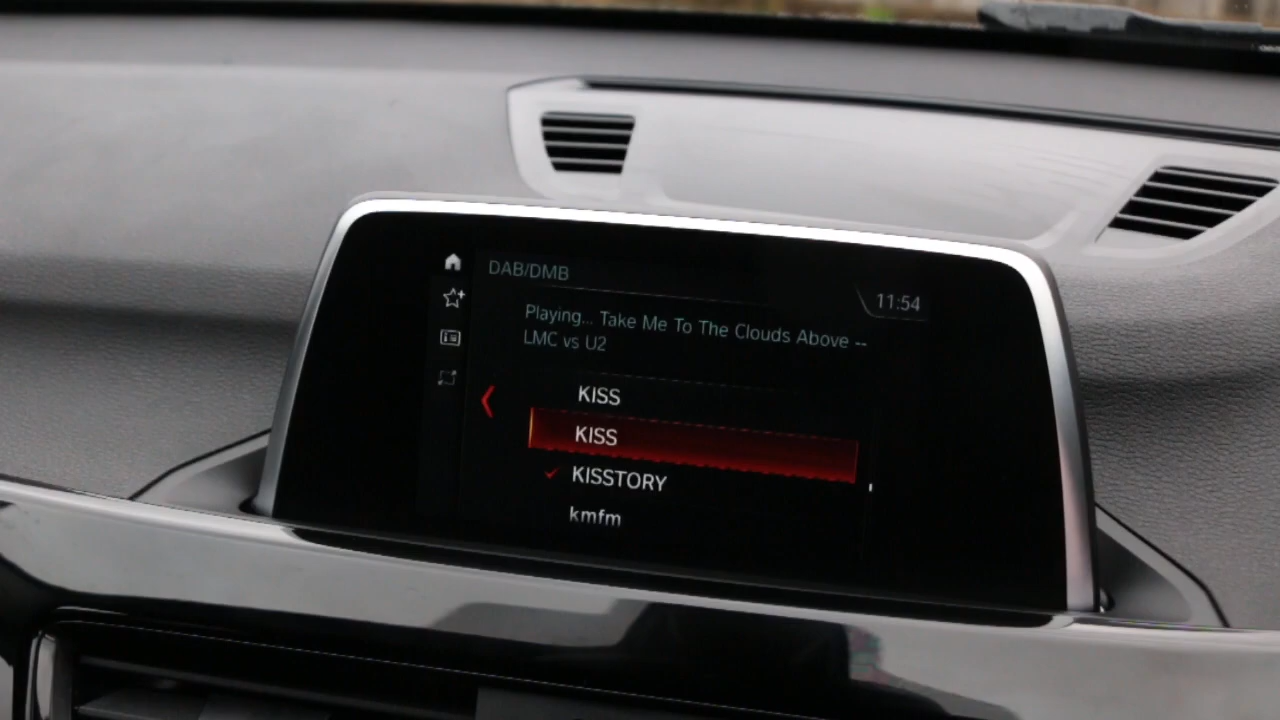 DAB/DMB
11:54
Playing... Take Me To The Clouds Above --
LMC vs U2
KISS
KISS
KISSTORY
kmfm